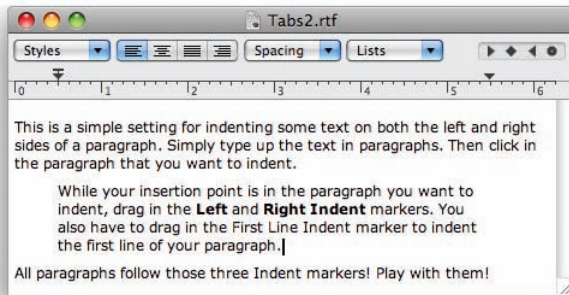 Tabs2.rtf
Styles Spacing Lists
0 1 2 3 4 5 6
This is a simple setting for indenting some text on both the left and right
sides of a paragraph. Simply type up the text in paragraphs. Then click in
the paragraph that you want to indent.
While your insertion point is in the paragraph you want to
indent, drag in the Left and Right Indent markers. You
also have to drag in the First Line Indent marker to indent
the first line of your paragraph.
All paragraphs follow those three Indent markers! Play with them!